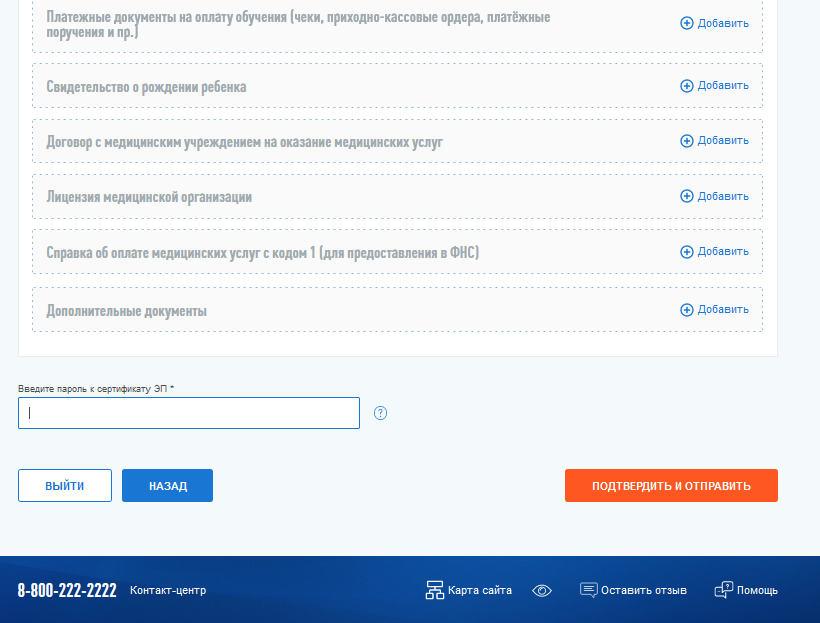 Платежные документы на оплату обучения (чеки, приходно-кассовые ордера, платёжные
поручения и пр.)
Добавить
Свидетельство о рождении ребенка
Добавить
Договор с медицинским учреждением на оказание медицинских услуг
Добавить
Лицензия медицинской организации
Добавить
Справка об оплате медицинских услуг с кодом 1 (для предоставления в ФНС)
Добавить
Дополнительные документы
Добавить
Введите пароль к сертификату ЭП *
?
ВЫЙТИ
НАЗАД
ПОДТВЕРДИТЬ И ОТПРАВИТЬ
8-800-222-2222
Контакт-центр
Карта сайта
Оставить отзыв
Помощь